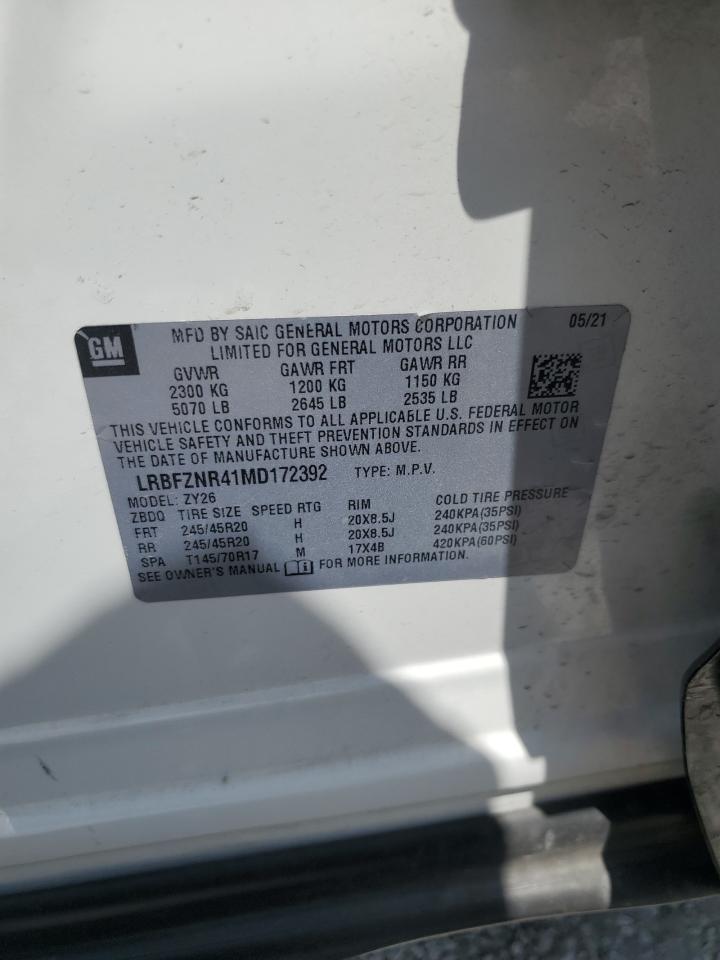 GM
MFD BY SAIC GENERAL MOTORS CORPORATION 05/21
LIMITED FOR GENERAL MOTORS LLC
GVWR GAWR FRT GAWR RR
2300 KG 1200 KG 1150 KG
5070 LB 2645 LB 2535 LB
THIS VEHICLE CONFORMS TO ALL APPLICABLE U.S. FEDERAL MOTOR
VEHICLE SAFETY AND THEFT PREVENTION STANDARDS IN EFFECT ON
THE DATE OF MANUFACTURE SHOWN ABOVE.
LRBFZNR41MD172392 TYPE: M.P.V.
MODEL: ZY26
ZBDQ TIRE SIZE SPEED RTG RIM COLD TIRE PRESSURE
FRT 245/45R20 H 20X8.5J 240KPA(35PSI)
RR 245/45R20 H 20X8.5J 240KPA(35PSI)
SPA T145/70R17 M 17X4B 420KPA(60PSI)
SEE OWNER'S MANUAL FOR MORE INFORMATION.